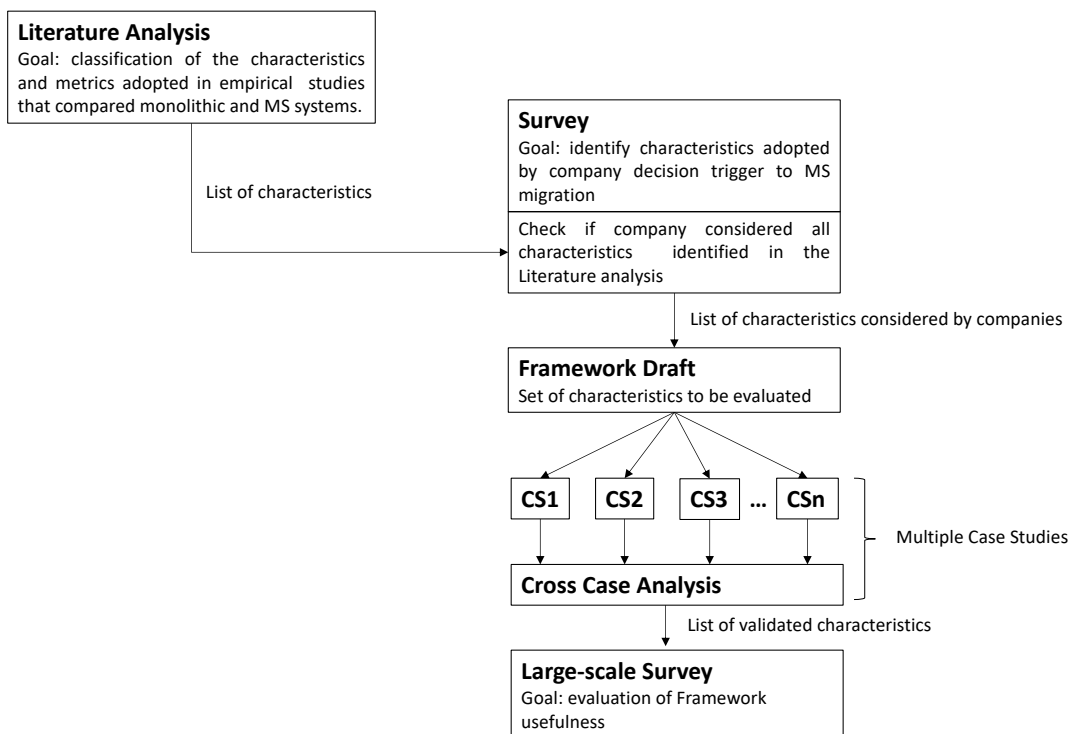 Literature Analysis
Goal: classification of the characteristics
and metrics adopted in empirical studies
that compared monolithic and MS systems.
List of characteristics
Survey
Goal: identify characteristics adopted
by company decision trigger to MS
migration
Check if company considered all
characteristics identified in the
Literature analysis
List of characteristics considered by companies
Framework Draft
Set of characteristics to be evaluated
CS1 CS2 CS3 ... CSn
Multiple Case Studies
Cross Case Analysis
List of validated characteristics
Large-scale Survey
Goal: evaluation of Framework
usefulness